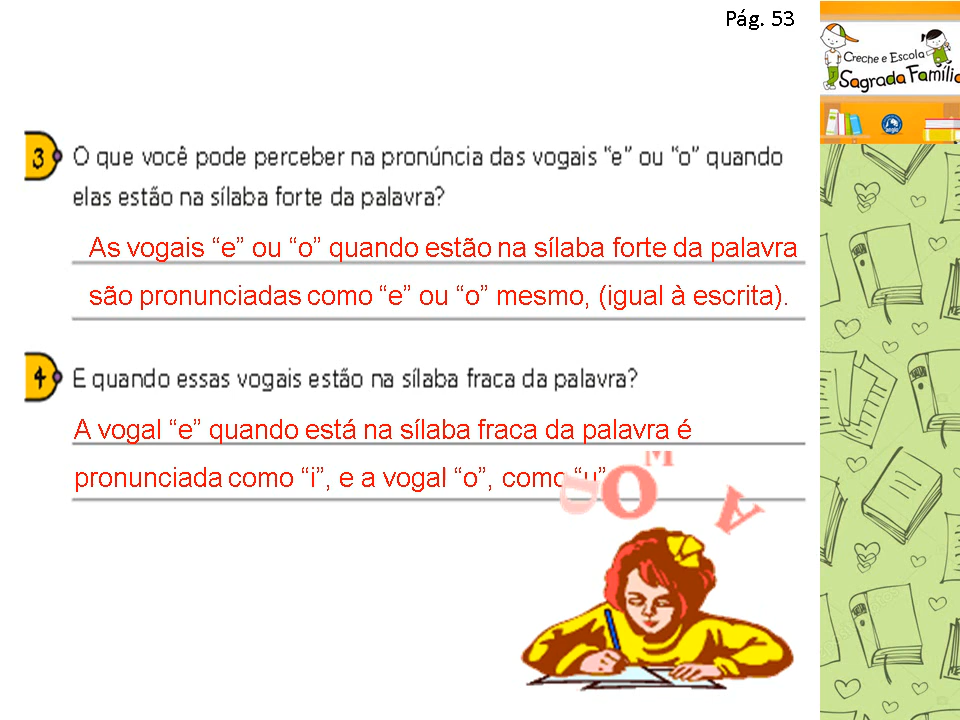 Pág. 53
Creche e Escola
Sagrada Família
anglo
3 O que você pode perceber na pronúncia das vogais “e” ou “o” quando
elas estão na sílaba forte da palavra?
As vogais “e” ou “o” quando estão na sílaba forte da palavra
são pronunciadas como “e” ou “o” mesmo, (igual à escrita).
4 E quando essas vogais estão na sílaba fraca da palavra?
A vogal “e” quando está na sílaba fraca da palavra é
pronunciada como “i”, e a vogal “o”, como “u”
M
O
A